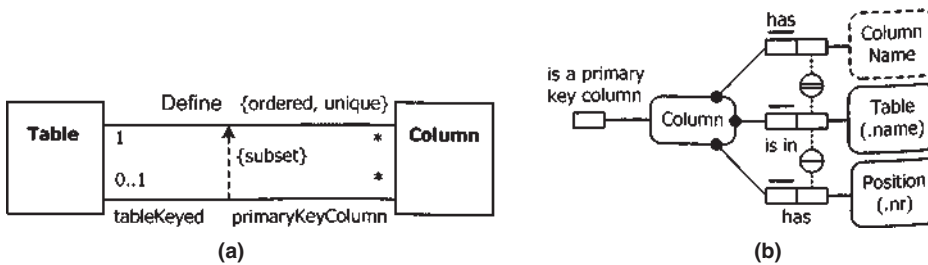 Define {ordered, unique}
Table
1
*
Column
{subset}
0..1
*
tableKeyed
primaryKeyColumn
(a)
has
Column
Name
is a primary
key column
Column
Table
(.name)
is in
Position
(.nr)
has
(b)